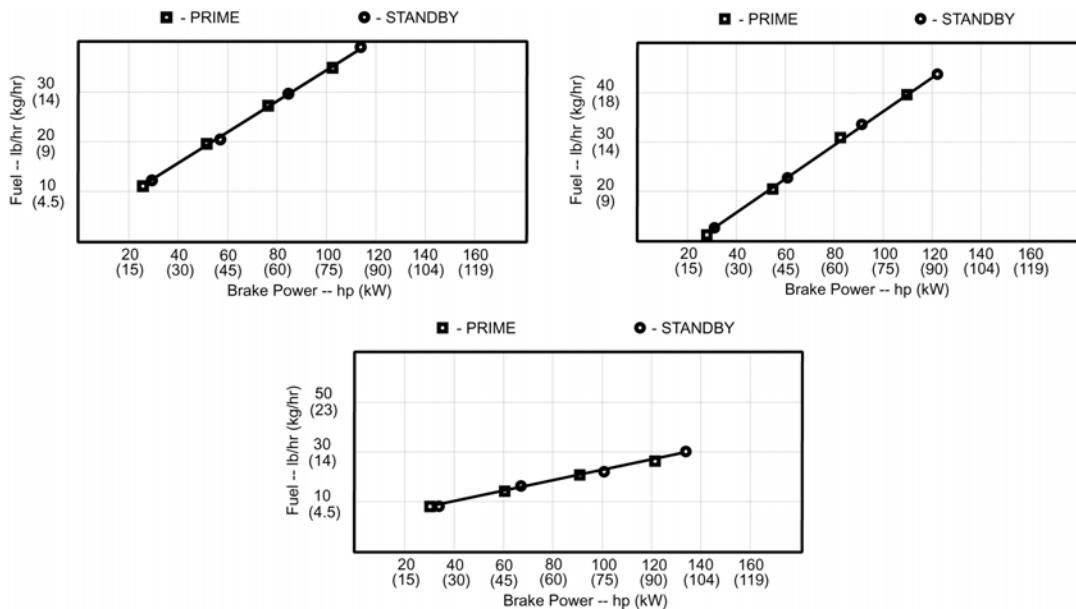 - PRIME - STANDBY
Fuel -- lb/hr (kg/hr)
30
(14)
20
(9)
10
(4.5)
20 40 60 80 100 120 140 160
(15) (30) (45) (60) (75) (90) (104) (119)
Brake Power -- hp (kW)
- PRIME - STANDBY
Fuel -- lb/hr (kg/hr)
40
(18)
30
(14)
20
(9)
20 40 60 80 100 120 140 160
(15) (30) (45) (60) (75) (90) (104) (119)
Brake Power -- hp (kW)
- PRIME - STANDBY
Fuel -- lb/hr (kg/hr)
50
(23)
30
(14)
10
(4.5)
20 40 60 80 100 120 140 160
(15) (30) (45) (60) (75) (90) (104) (119)
Brake Power -- hp (kW)